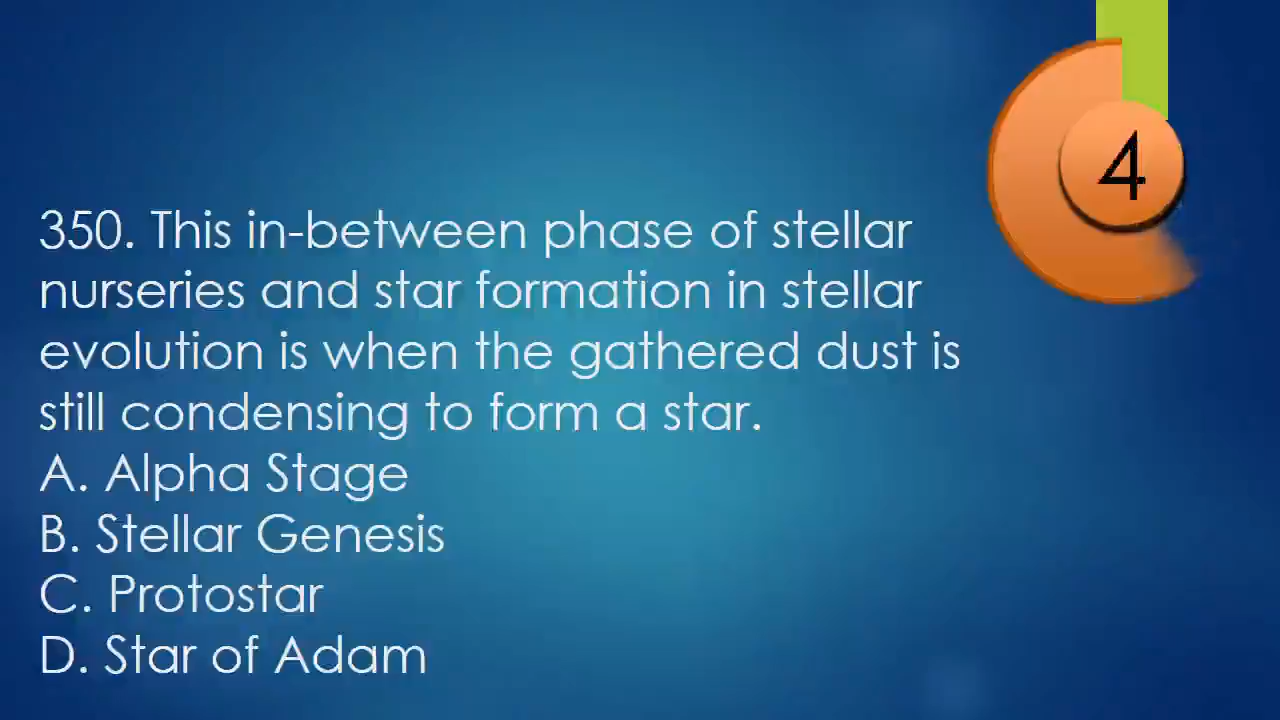 4
350. This in-between phase of stellar
nurseries and star formation in stellar
evolution is when the gathered dust is
still condensing to form a star.
A. Alpha Stage
B. Stellar Genesis
C. Protostar
D. Star of Adam